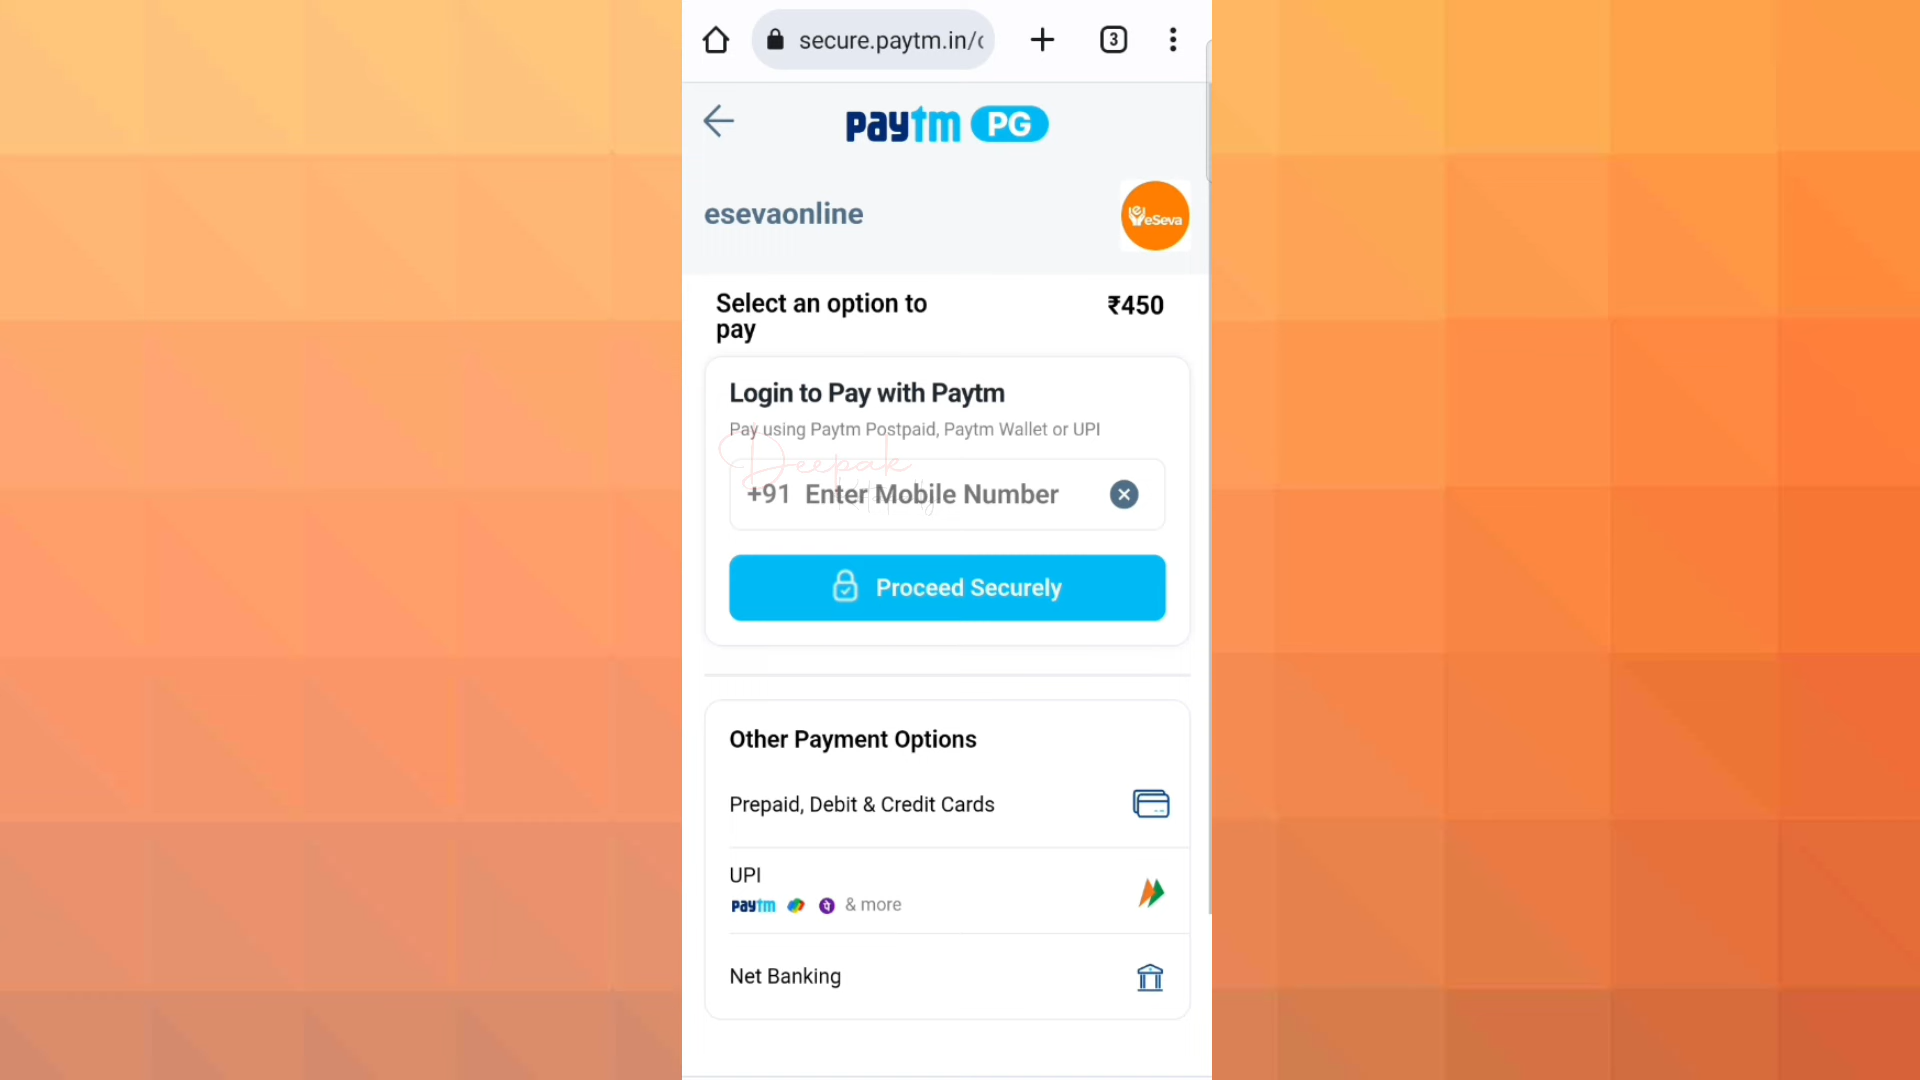 secure.paytm.in/
3
paytm PG
esevaonline
eSeva
Select an option to
pay
₹450
Login to Pay with Paytm
Pay using Paytm Postpaid, Paytm Wallet or UPI
Deepak
+91 Enter Mobile Number
Proceed Securely
Other Payment Options
Prepaid, Debit & Credit Cards
UPI
paytm & more
Net Banking